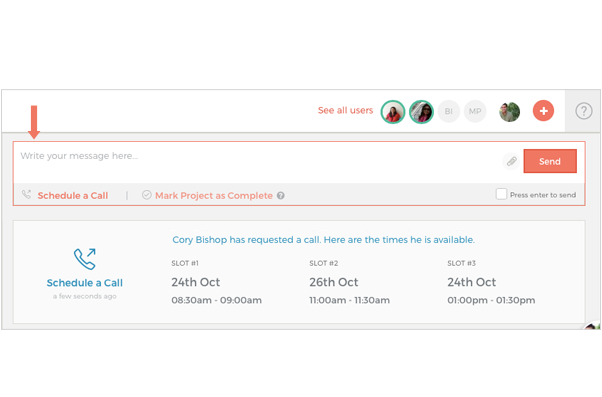 See all users
BI
MP
+
?
Write your message here...
Send
Schedule a Call | Mark Project as Complete ?
Press enter to send
Cory Bishop has requested a call. Here are the times he is available.
Schedule a Call
a few seconds ago
SLOT #1
24th Oct
08:30am - 09:00am
SLOT #2
26th Oct
11:00am - 11:30am
SLOT #3
24th Oct
01:00pm - 01:30pm